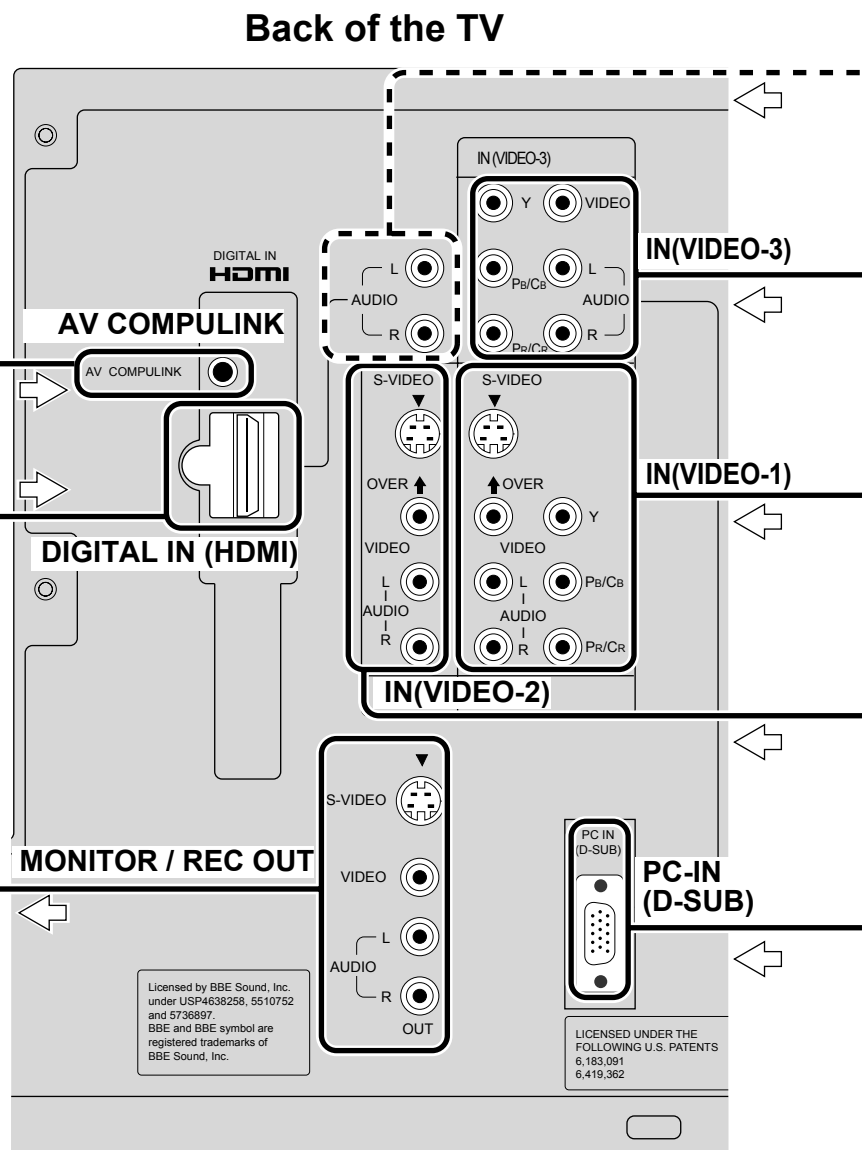 Back of the TV
IN (VIDEO-3)
Y
VIDEO
IN(VIDEO-3)
DIGITAL IN
HDMI
L
AUDIO
R
PB/CB
L
AUDIO
PR/CR
R
AV COMPULINK
AV COMPULINK
S-VIDEO
S-VIDEO
OVER
OVER
IN(VIDEO-1)
Y
VIDEO
VIDEO
DIGITAL IN (HDMI)
L
AUDIO
R
L
AUDIO
R
PB/CB
PR/CR
IN(VIDEO-2)
S-VIDEO
MONITOR / REC OUT
VIDEO
L
AUDIO
R
OUT
PC IN
(D-SUB)
PC-IN
(D-SUB)
Licensed by BBE Sound, Inc.
under USP4638258, 5510752
and 5736897.
BBE and BBE symbol are
registered trademarks of
BBE Sound, Inc.
LICENSED UNDER THE
FOLLOWING U.S. PATENTS
6,183,091
6,419,362